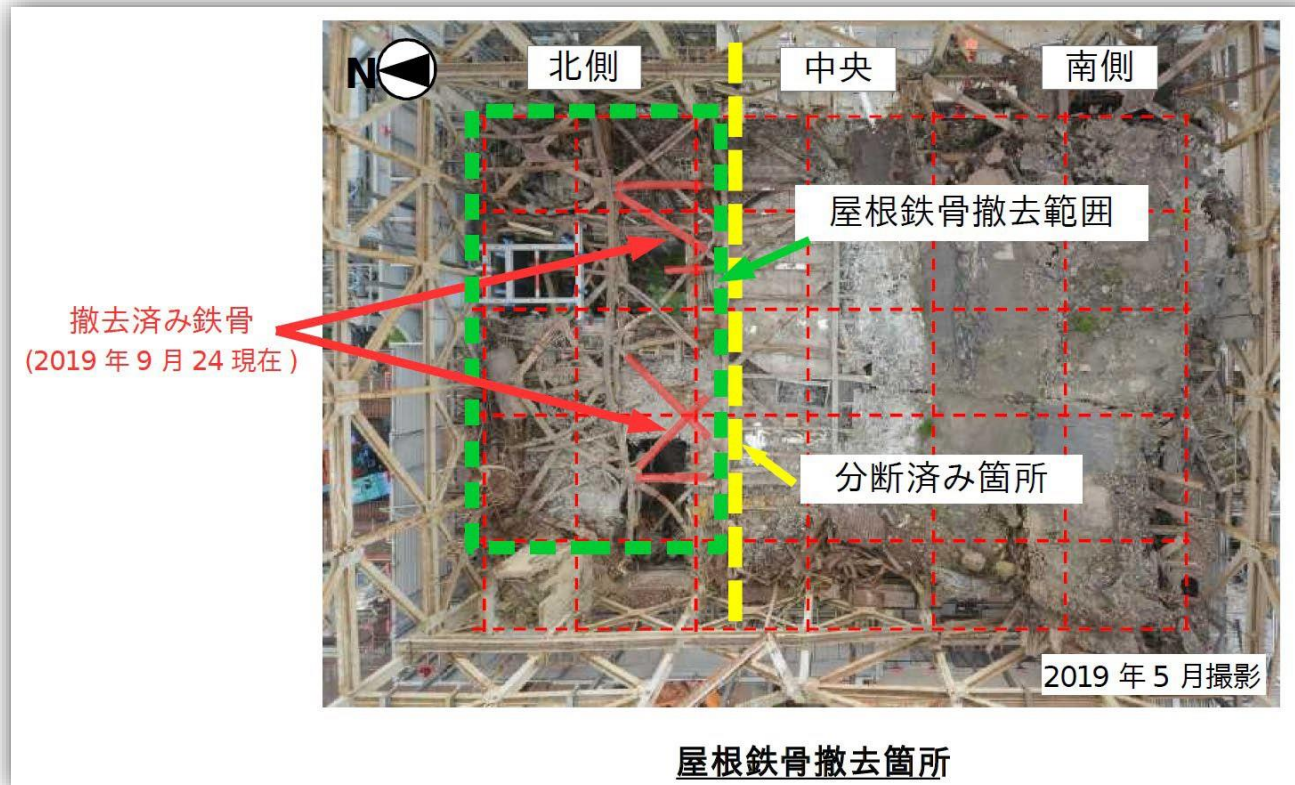 N
北側
中央
南側
屋根鉄骨撤去範囲
撤去済み鉄骨
(2019 年 9 月 24 現在 )
分断済み箇所
2019 年 5 月撮影
屋根鉄骨撤去箇所